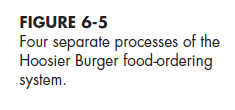 FIGURE 6-5
Four separate processes of the
Hoosier Burger food-ordering
system.